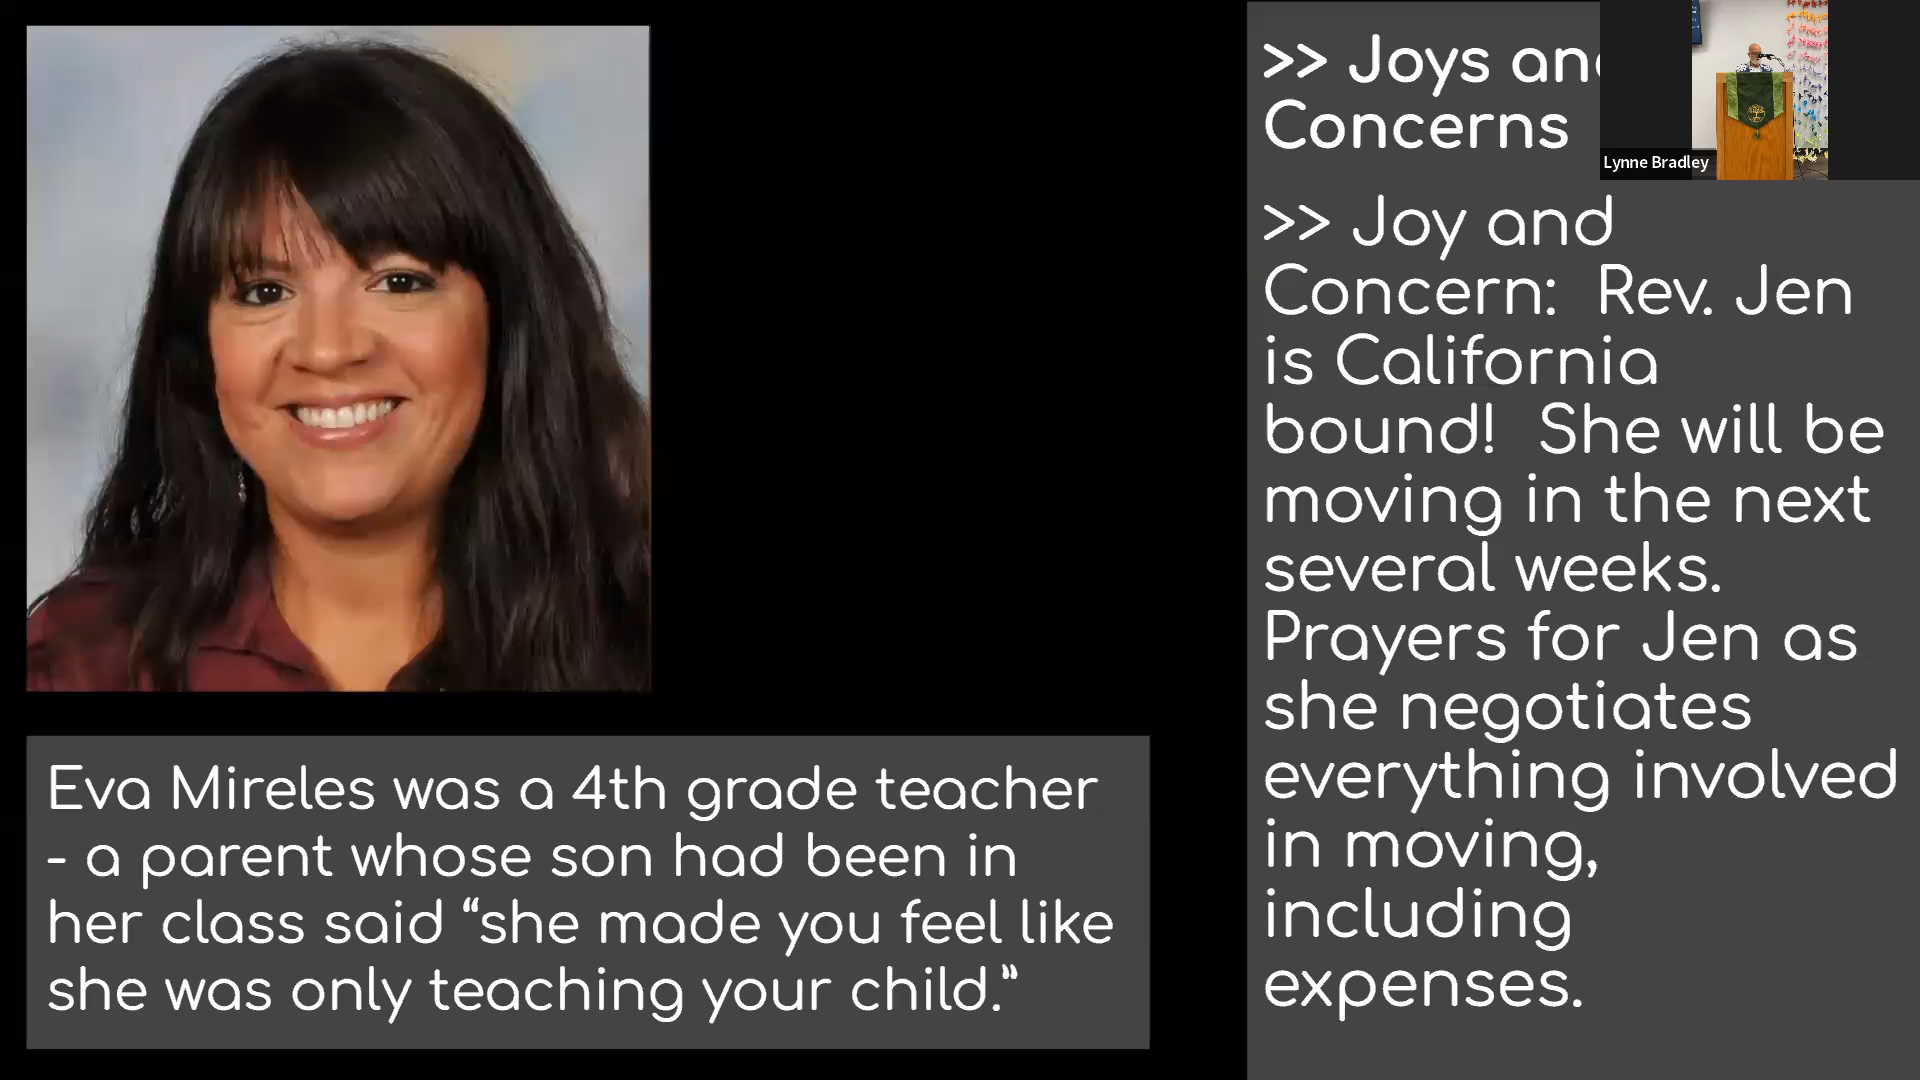 Eva Mireles was a 4th grade teacher
- a parent whose son had been in
her class said “she made you feel like
she was only teaching your child.”
>> Joys and
Concerns
>> Joy and
Concern:  Rev. Jen
is California
bound!  She will be
moving in the next
several weeks.
Prayers for Jen as
she negotiates
everything involved
in moving,
including
expenses.
Lynne Bradley